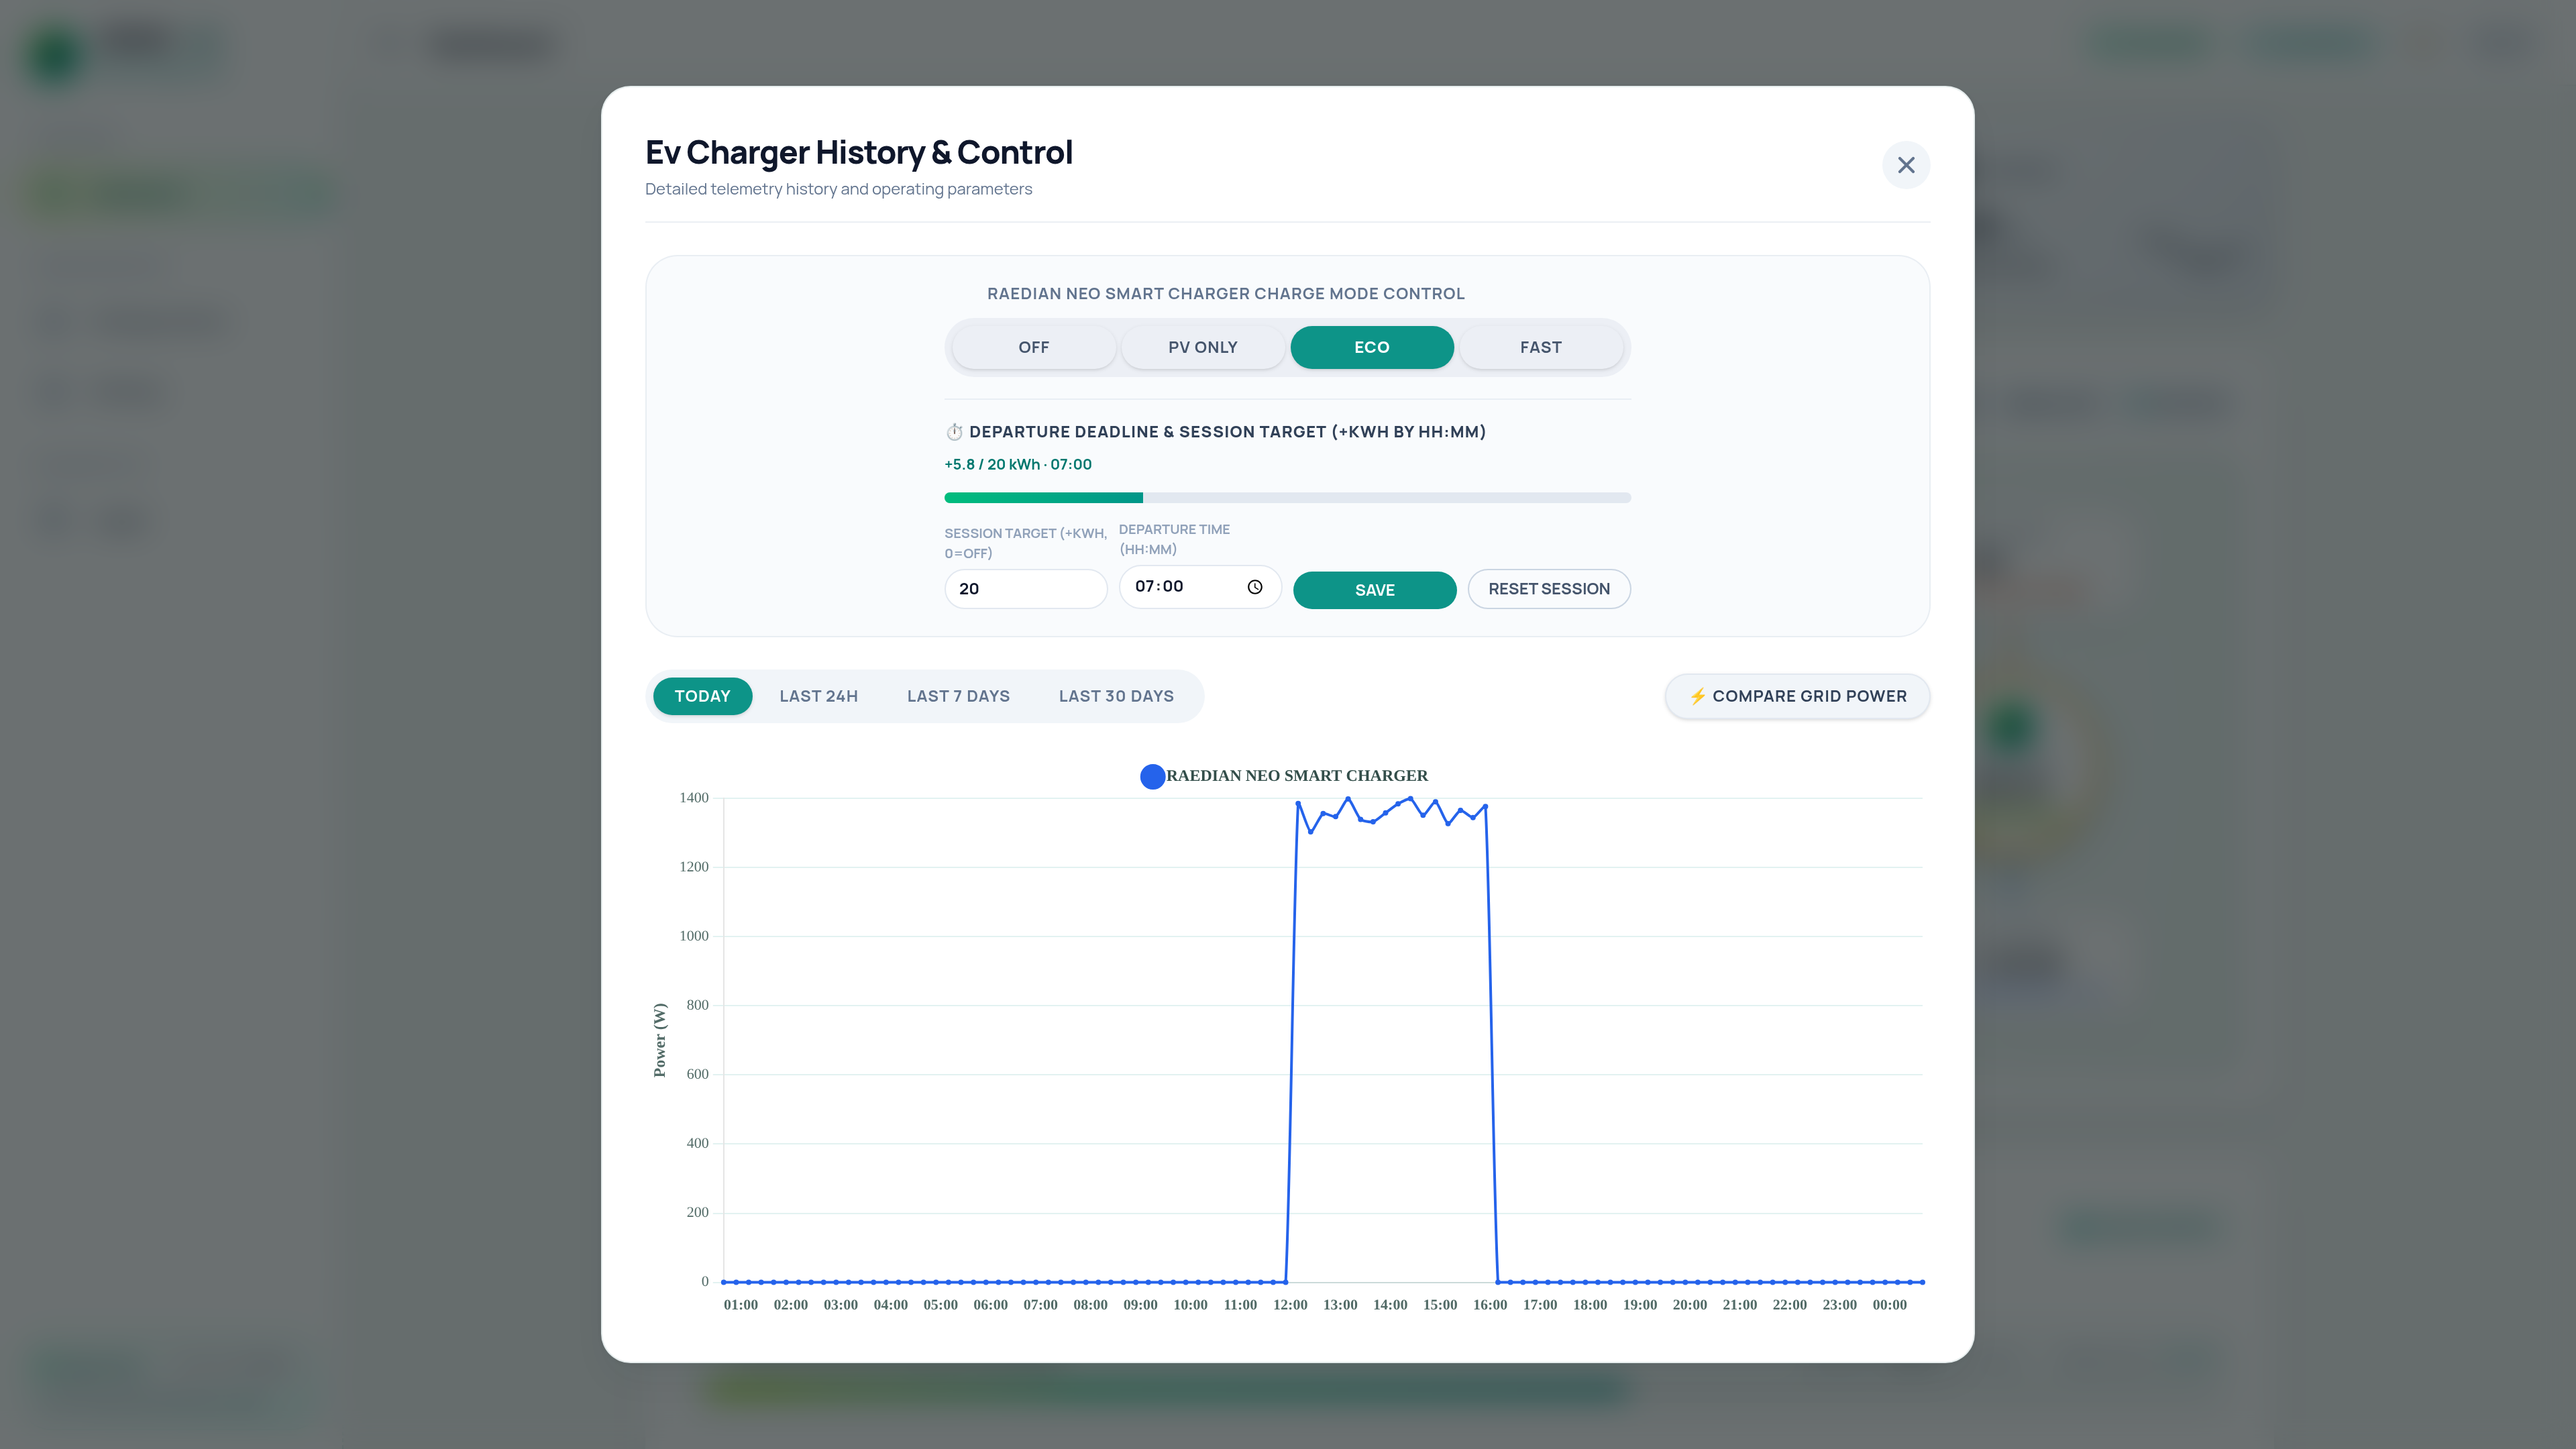 Ev Charger History & Control
Detailed telemetry history and operating parameters
RAEDIAN NEO SMART CHARGER CHARGE MODE CONTROL
OFF
PV ONLY
ECO
FAST
⏱️ DEPARTURE DEADLINE & SESSION TARGET (+KWH BY HH:MM)
+5.8 / 20 kWh · 07:00
SESSION TARGET (+KWH,
0=OFF)
DEPARTURE TIME
(HH:MM)
20
07:00
SAVE
RESET SESSION
TODAY
LAST 24H
LAST 7 DAYS
LAST 30 DAYS
⚡ COMPARE GRID POWER
RAEDIAN NEO SMART CHARGER
Power (W)
1400
1200
1000
800
600
400
200
0
01:00 02:00 03:00 04:00 05:00 06:00 07:00 08:00 09:00 10:00 11:00 12:00 13:00 14:00 15:00 16:00 17:00 18:00 19:00 20:00 21:00 22:00 23:00 00:00